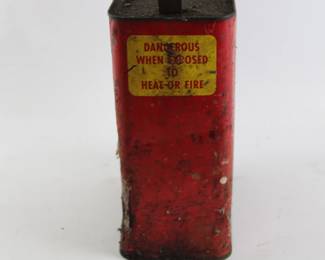 DANGEROUS
WHEN EXPOSED
TO
HEAT OR FIRE